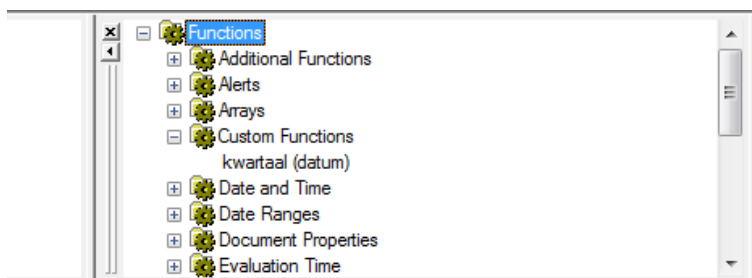 Functions
Additional Functions
Alerts
Arrays
Custom Functions
kwartaal (datum)
Date and Time
Date Ranges
Document Properties
Evaluation Time